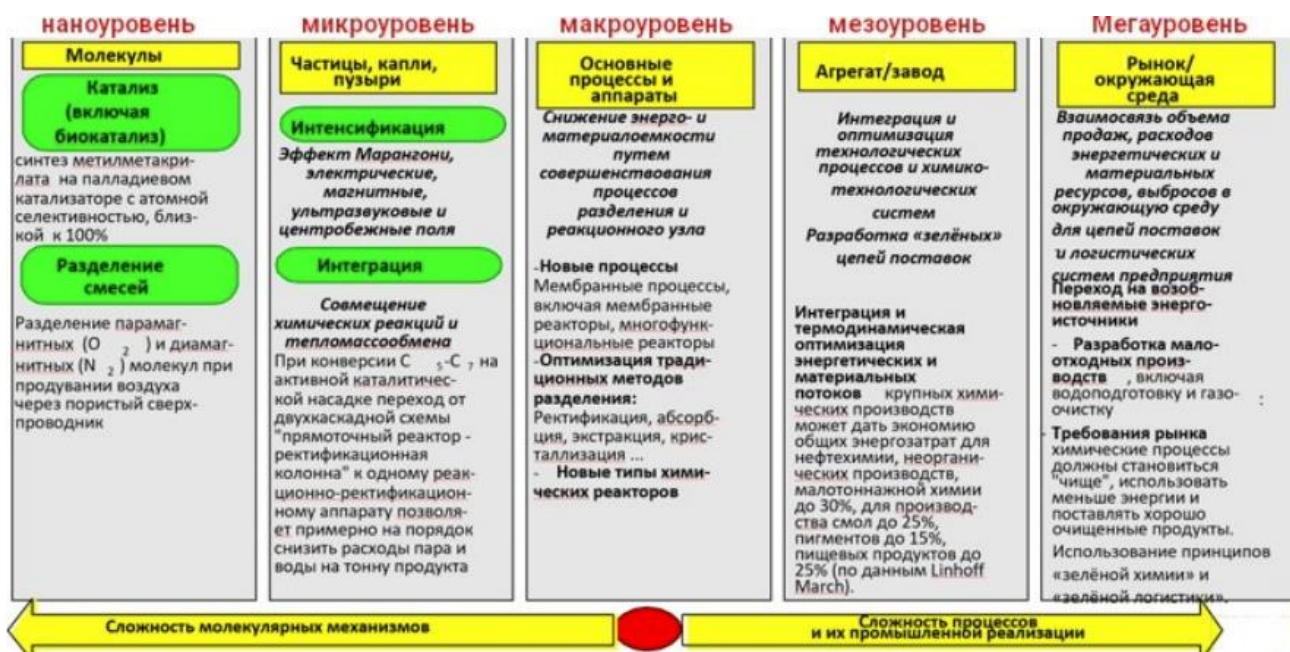 наноуровень
Молекулы
Катализ
(включая
биокатализ)
синтез метилметакри-
лата на палладиевом
катализаторе с атомной
селективностью, близ-
кой к 100%
Разделение
смесей
Разделение парамаг-
нитных (O 2 ) и диамаг-
нитных (N 2 ) молекул при
продувании воздуха
через пористый сверх-
проводник
микроуровень
Частицы, капли,
пузыри
Интенсификация
Эффект Марангони,
электрические,
магнитные,
ультразвуковые и
центробежные поля
Интеграция
Совмещение
химических реакций и
тепломассообмена
При конверсии C 5-C 7 на
активной каталитичес-
кой насадке переход от
двухкаскадной схемы
"прямоточный реактор -
ректификационная
колонна" к одному реак-
ционно-ректификацион-
ному аппарату позволя-
ет примерно на порядок
снизить расходы пара и
воды на тонну продукта
макроуровень
Основные
процессы и
аппараты
Снижение энерго- и
материалоемкости
путем
совершенствования
процессов
разделения и
реакционного узла
-Новые процессы
Мембранные процессы,
включая мембранные
реакторы, многофунк-
циональные реакторы
-Оптимизация тради-
ционных методов
разделения:
Ректификация, абсорб-
ция, экстракция, крис-
таллизация ...
- Новые типы хими-
ческих реакторов
мезоуровень
Агрегат/завод
Интеграция и
оптимизация
технологических
процессов и химико-
технологических
систем
Разработка «зелёных»
цепей поставок
Интеграция и
термодинамическая
оптимизация
энергетических и
материальных
потоков крупных хими-
ческих производств
может дать экономию
общих энергозатрат для
нефтехимии, неоргани-
ческих производств,
малотоннажной химии
до 30%, для производ-
ства смол до 25%,
пигментов до 15%,
пищевых продуктов до
25% (по данным Linhoff
March).
Мегауровень
Рынок/
окружающая
среда
Взаимосвязь объема
продаж, расходов
энергетических и
материальных
ресурсов, выбросов в
окружающую среду
для цепей поставок
и логистических
систем предприятия
Переход на возоб-
новляемые энерго-
источники
- Разработка мало-
отходных произ-
водств , включая
водоподготовку и газо-
очистку :
- Требования рынка
химические процессы
должны становиться
"чище", использовать
меньше энергии и
поставлять хорошо
очищенные продукты.
Использование принципов
«зелёной химии» и
«зелёной логистики».
Сложность молекулярных механизмов
Сложность процессов
и их промышленной реализации